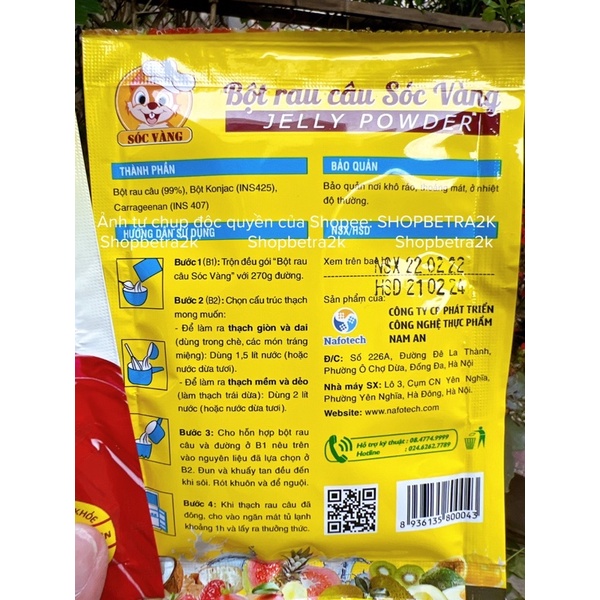 Bột rau câu Sóc Vàng
JELLY POWDER
SÓC VÀNG
THÀNH PHẦN
Bột rau câu (99%), Bột Konjac (INS425),
Carrageenan (INS 407)
BẢO QUẢN
Bảo quản nơi khô ráo, thoáng mát, ở nhiệt
độ thường.
Ảnh tự chụp độc quyền của Shopee: SHOPBETRA2K
Shopbetra2k Shopbetra2k Shopbetra2k
HƯỚNG DẪN SỬ DỤNG
Bước 1 (B1): Trộn đều gói "Bột
rau câu Sóc Vàng" với 270g đường.
Bước 2 (B2): Chọn cấu trúc thạch
mong muốn:
- Để làm ra thạch giòn và dai
(dùng trong chè, các món tráng
miệng): Dùng 1,5 lít nước (hoặc
nước dừa tươi).
- Để làm ra thạch mềm và dẻo
(làm thạch trái dừa): Dùng 2 lít
nước (hoặc nước dừa tươi).
Bước 3: Cho hỗn hợp bột rau
câu và đường ở B1 nêu trên
vào nguyên liệu đã lựa chọn ở
B2. Đun và khuấy tan đều đến
khi sôi. Rót khuôn và để nguội.
Bước 4: Khi thạch rau câu đã
đông, cho vào ngăn mát tủ lạnh
khoảng 1h và lấy ra thưởng thức.
NSX/HSD
Xem trên bao
NSX 22 02 22
HSD 21 02 24
Sản phẩm của:
Nafotech
CÔNG TY CP PHÁT TRIỂN
CÔNG NGHỆ THỰC PHẨM
NAM AN
Đ/C: Số 226A, Đường Đê La Thành,
Phường Ô Chợ Dừa, Đống Đa, Hà Nội
Nhà máy SX: Lô 3, Cụm CN Yên Nghĩa,
Phường Yên Nghĩa, Hà Đông, Hà Nội.
Website: www.nafotech.com
Hỗ trợ kỹ thuật: 08.4774.9999
Hotline : 024.6262.7789
8 936135 800043
KHỎE